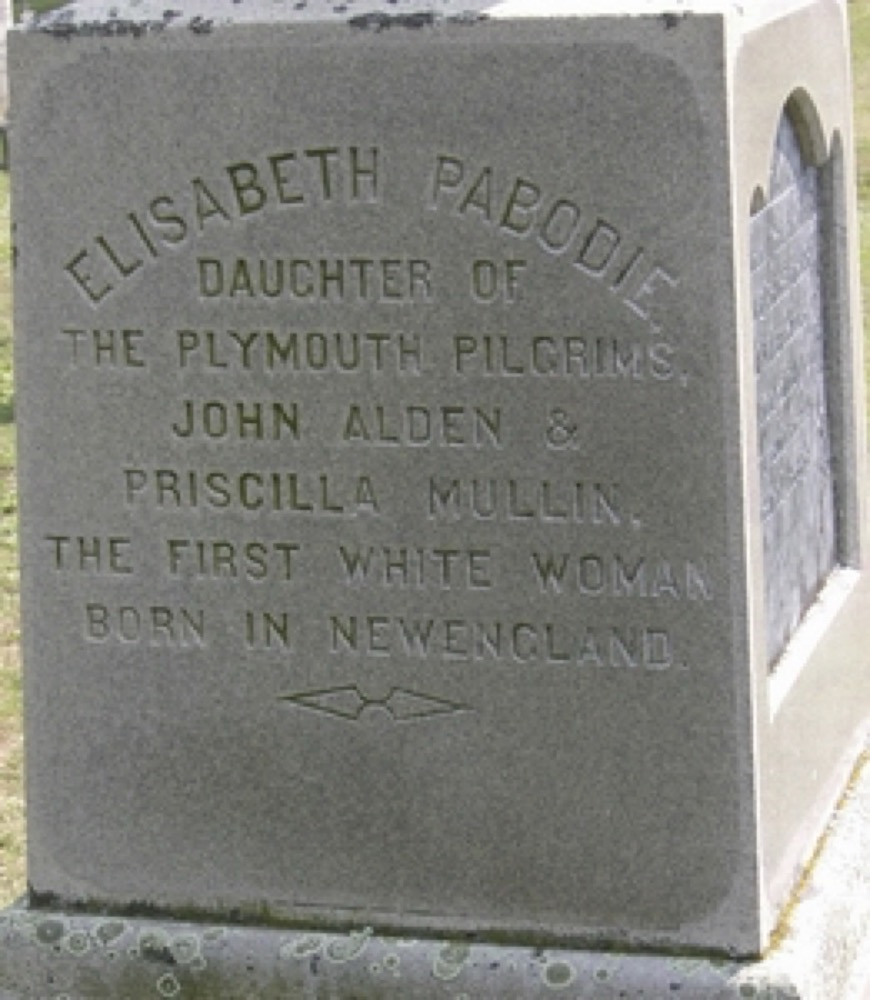 ELISABETH PABODIE,
DAUGHTER OF
THE PLYMOUTH PILGRIMS,
JOHN ALDEN &
PRISCILLA MULLIN.
THE FIRST WHITE WOMAN
BORN IN NEWENGLAND.